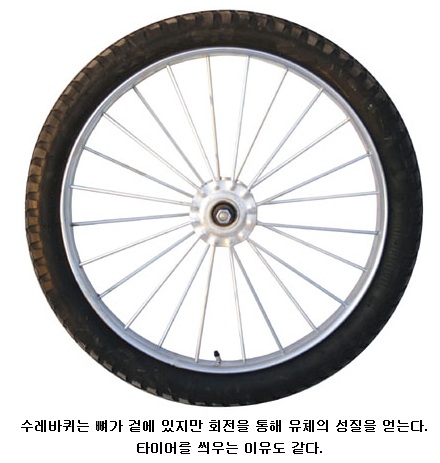 수레바퀴는 뼈가 겉에 있지만 회전을 통해 유체의 성질을 얻는다.
타이어를 씌우는 이유도 같다.